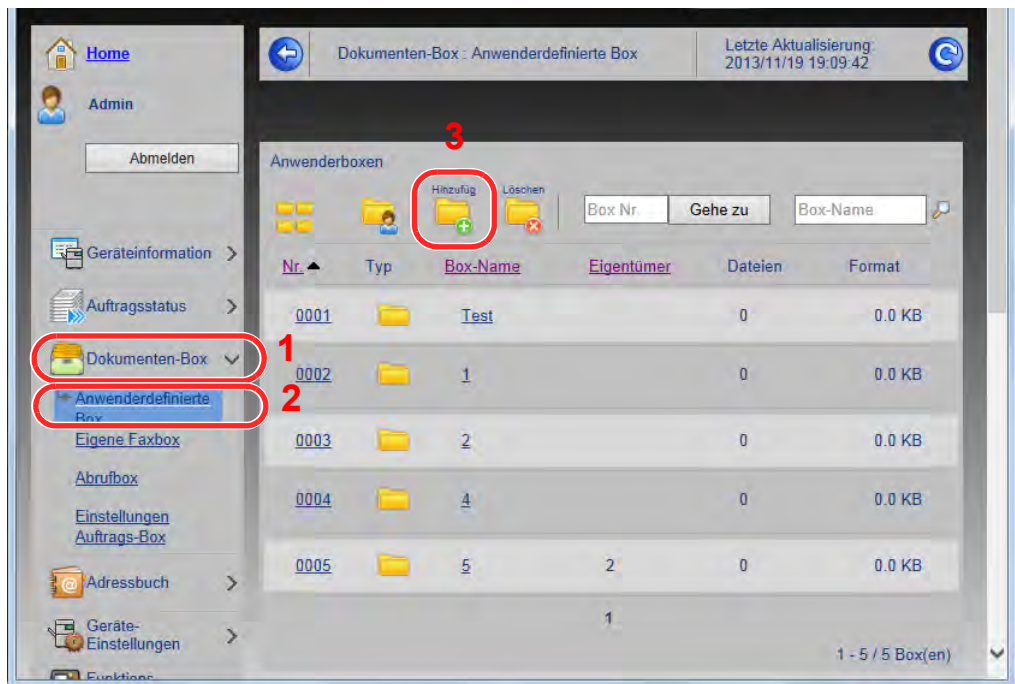 Home
Dokumenten-Box : Anwenderdefinierte Box
Letzte Aktualisierung:
2013/11/19 19:09:42
Admin
Abmelden
3
Anwenderboxen
Hinzufüg
Löschen
Box Nr.
Gehe zu
Box-Name
Geräteinformation
Nr. Typ Box-Name Eigentümer Dateien Format
Auftragsstatus
0001 Test 0 0.0 KB
Dokumenten-Box
1
0002 1 0 0.0 KB
Anwenderdefinierte
Box
2
Eigene Faxbox
0003 2 0 0.0 KB
Abrufbox
0004 4 0 0.0 KB
Einstellungen
Auftrags-Box
0005 5 2 0 0.0 KB
Adressbuch
1
Geräte-
Einstellungen
1 - 5 / 5 Box(en)
Funktions-